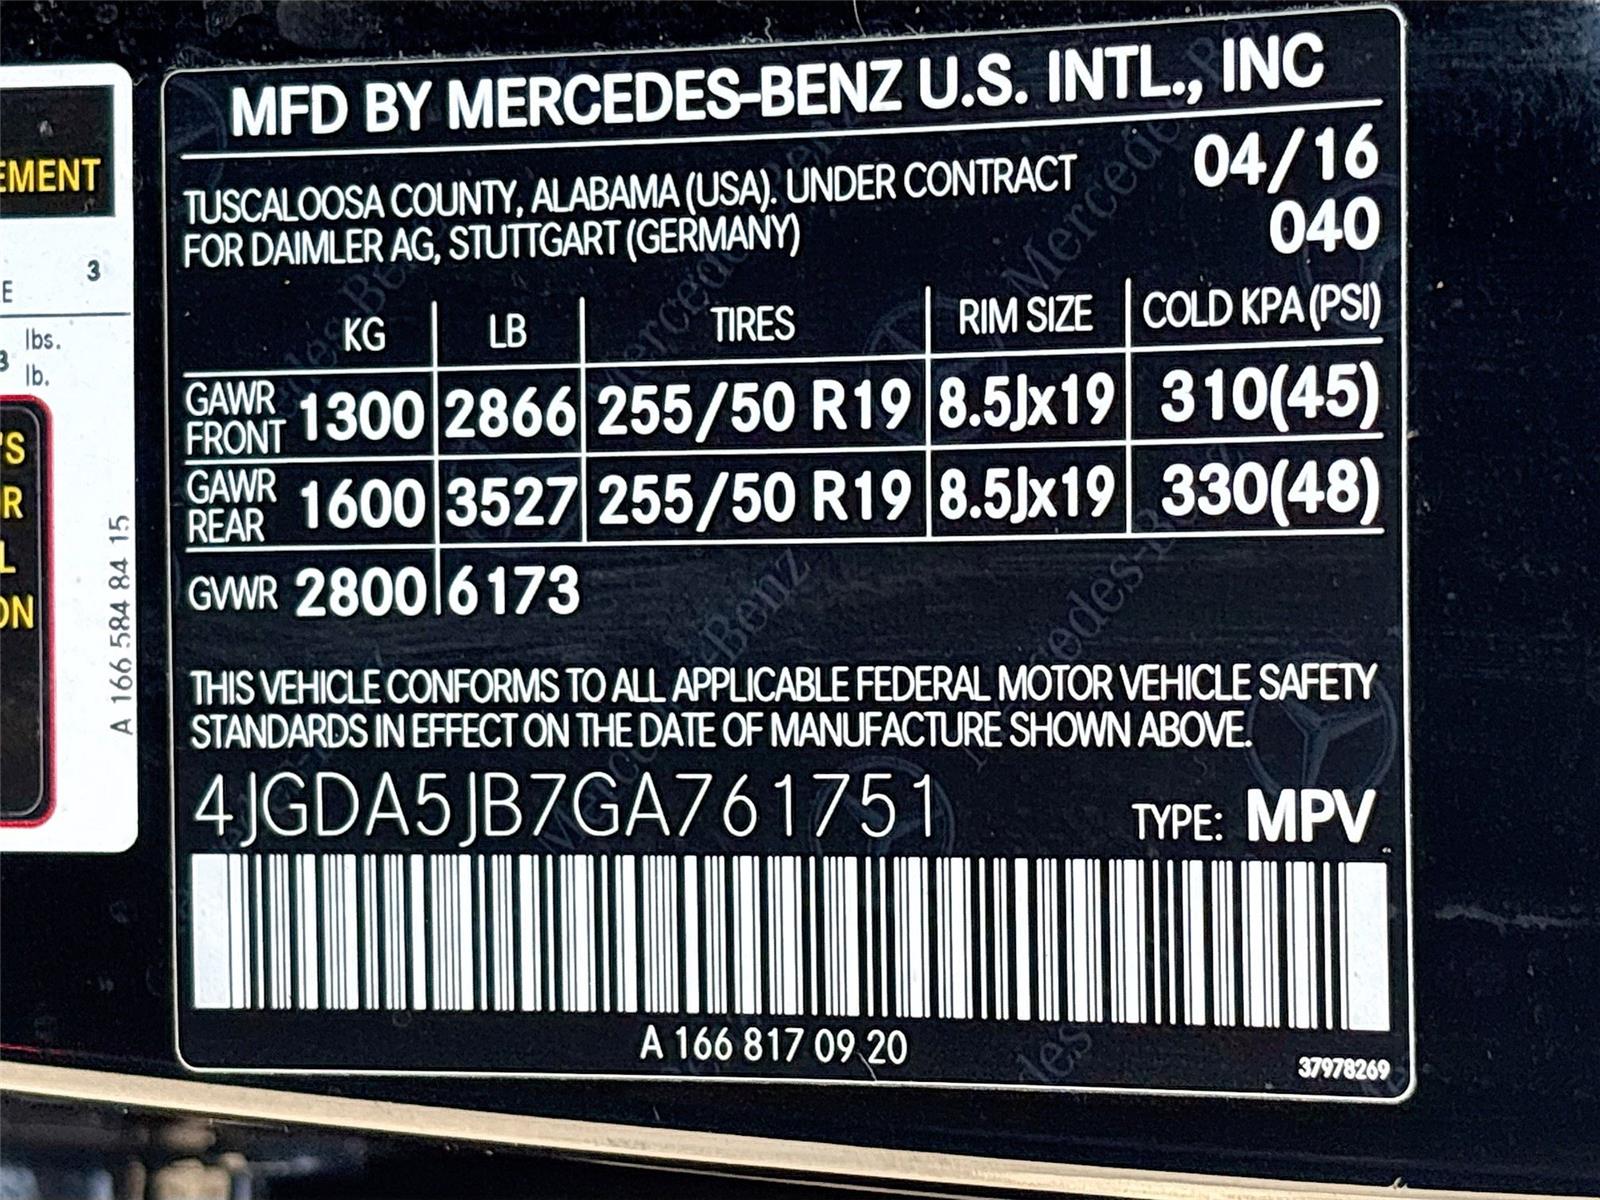 EMENT
3
E
lbs.
3
lb.
'S
R
L
ON
A 166 584 84 15
MFD BY MERCEDES-BENZ U.S. INTL., INC
TUSCALOOSA COUNTY, ALABAMA (USA). UNDER CONTRACT 04/16
FOR DAIMLER AG, STUTTGART (GERMANY) 040
KG LB TIRES RIM SIZE COLD KPA (PSI)
GAWR FRONT 1300 2866 255/50 R19 8.5Jx19 310(45)
GAWR REAR 1600 3527 255/50 R19 8.5Jx19 330(48)
GVWR 2800 6173
THIS VEHICLE CONFORMS TO ALL APPLICABLE FEDERAL MOTOR VEHICLE SAFETY
STANDARDS IN EFFECT ON THE DATE OF MANUFACTURE SHOWN ABOVE.
4JGDA5JB7GA761751 TYPE: MPV
A 166 817 09 20
37978269